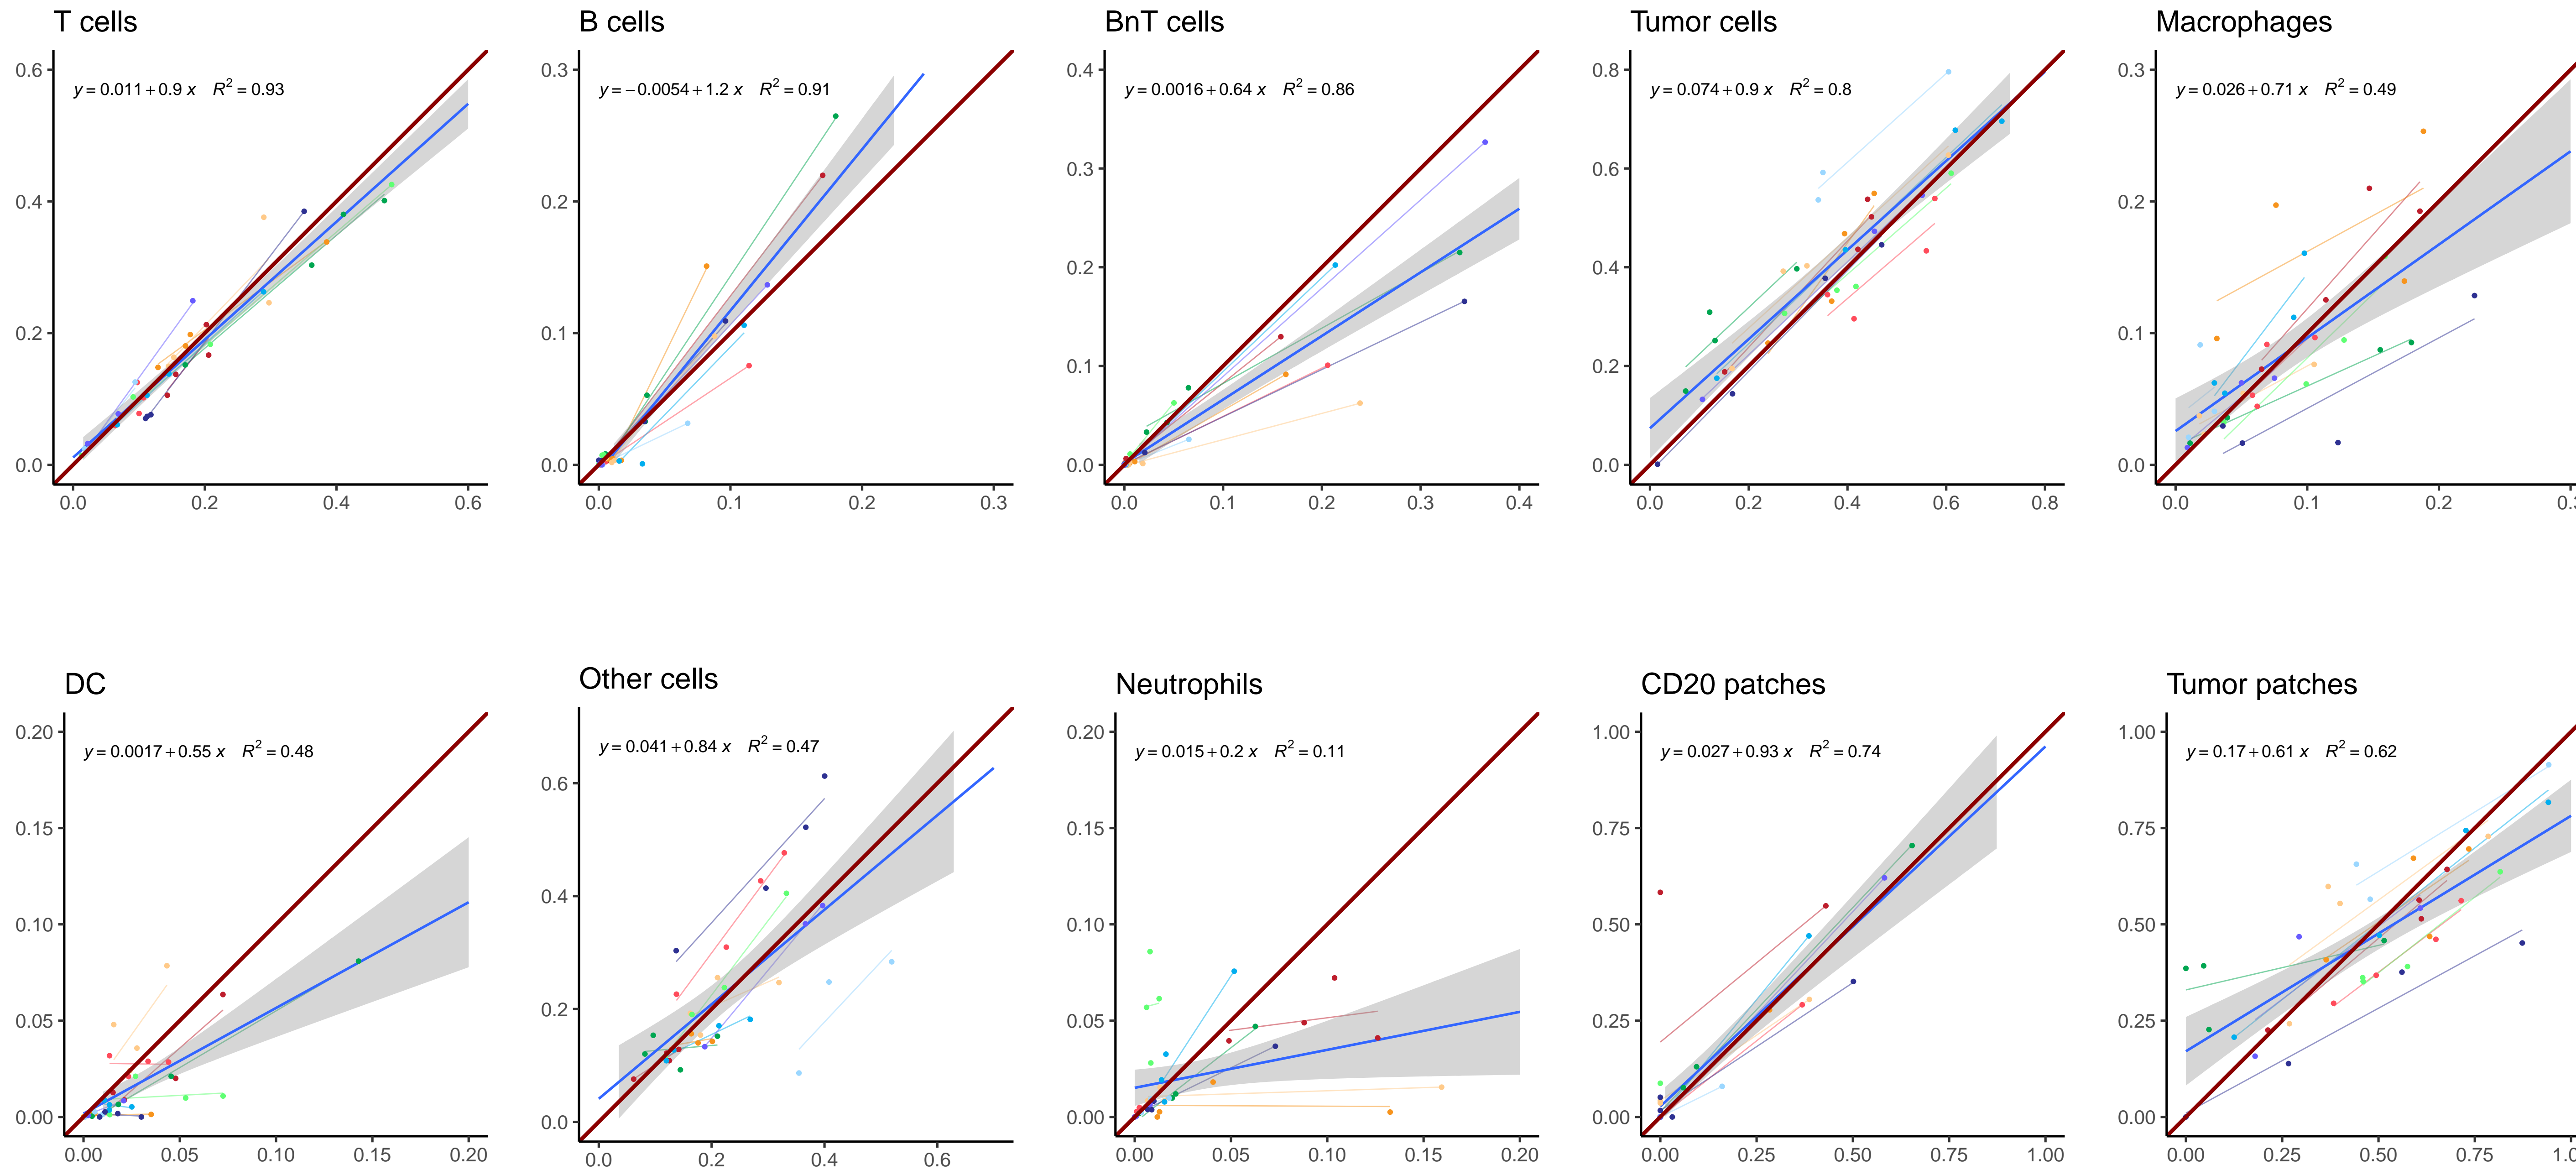 T cells
y = 0.011 + 0.9 x R2 = 0.93
0.6
0.4
0.2
0.0
0.0 0.2 0.4 0.6
B cells
y = −0.0054 + 1.2 x R2 = 0.91
0.3
0.2
0.1
0.0
0.0 0.1 0.2 0.3
BnT cells
y = 0.0016 + 0.64 x R2 = 0.86
0.4
0.3
0.2
0.1
0.0
0.0 0.1 0.2 0.3 0.4
Tumor cells
y = 0.074 + 0.9 x R2 = 0.8
0.8
0.6
0.4
0.2
0.0
0.0 0.2 0.4 0.6 0.8
Macrophages
y = 0.026 + 0.71 x R2 = 0.49
0.3
0.2
0.1
0.0
0.0 0.1 0.2
DC
y = 0.0017 + 0.55 x R2 = 0.48
0.20
0.15
0.10
0.05
0.00
0.00 0.05 0.10 0.15 0.20
Other cells
y = 0.041 + 0.84 x R2 = 0.47
0.6
0.4
0.2
0.0
0.0 0.2 0.4 0.6
Neutrophils
y = 0.015 + 0.2 x R2 = 0.11
0.20
0.15
0.10
0.05
0.00
0.00 0.05 0.10 0.15 0.20
CD20 patches
y = 0.027 + 0.93 x R2 = 0.74
1.00
0.75
0.50
0.25
0.00
0.00 0.25 0.50 0.75 1.00
Tumor patches
y = 0.17 + 0.61 x R2 = 0.62
1.00
0.75
0.50
0.25
0.00
0.00 0.25 0.50 0.75